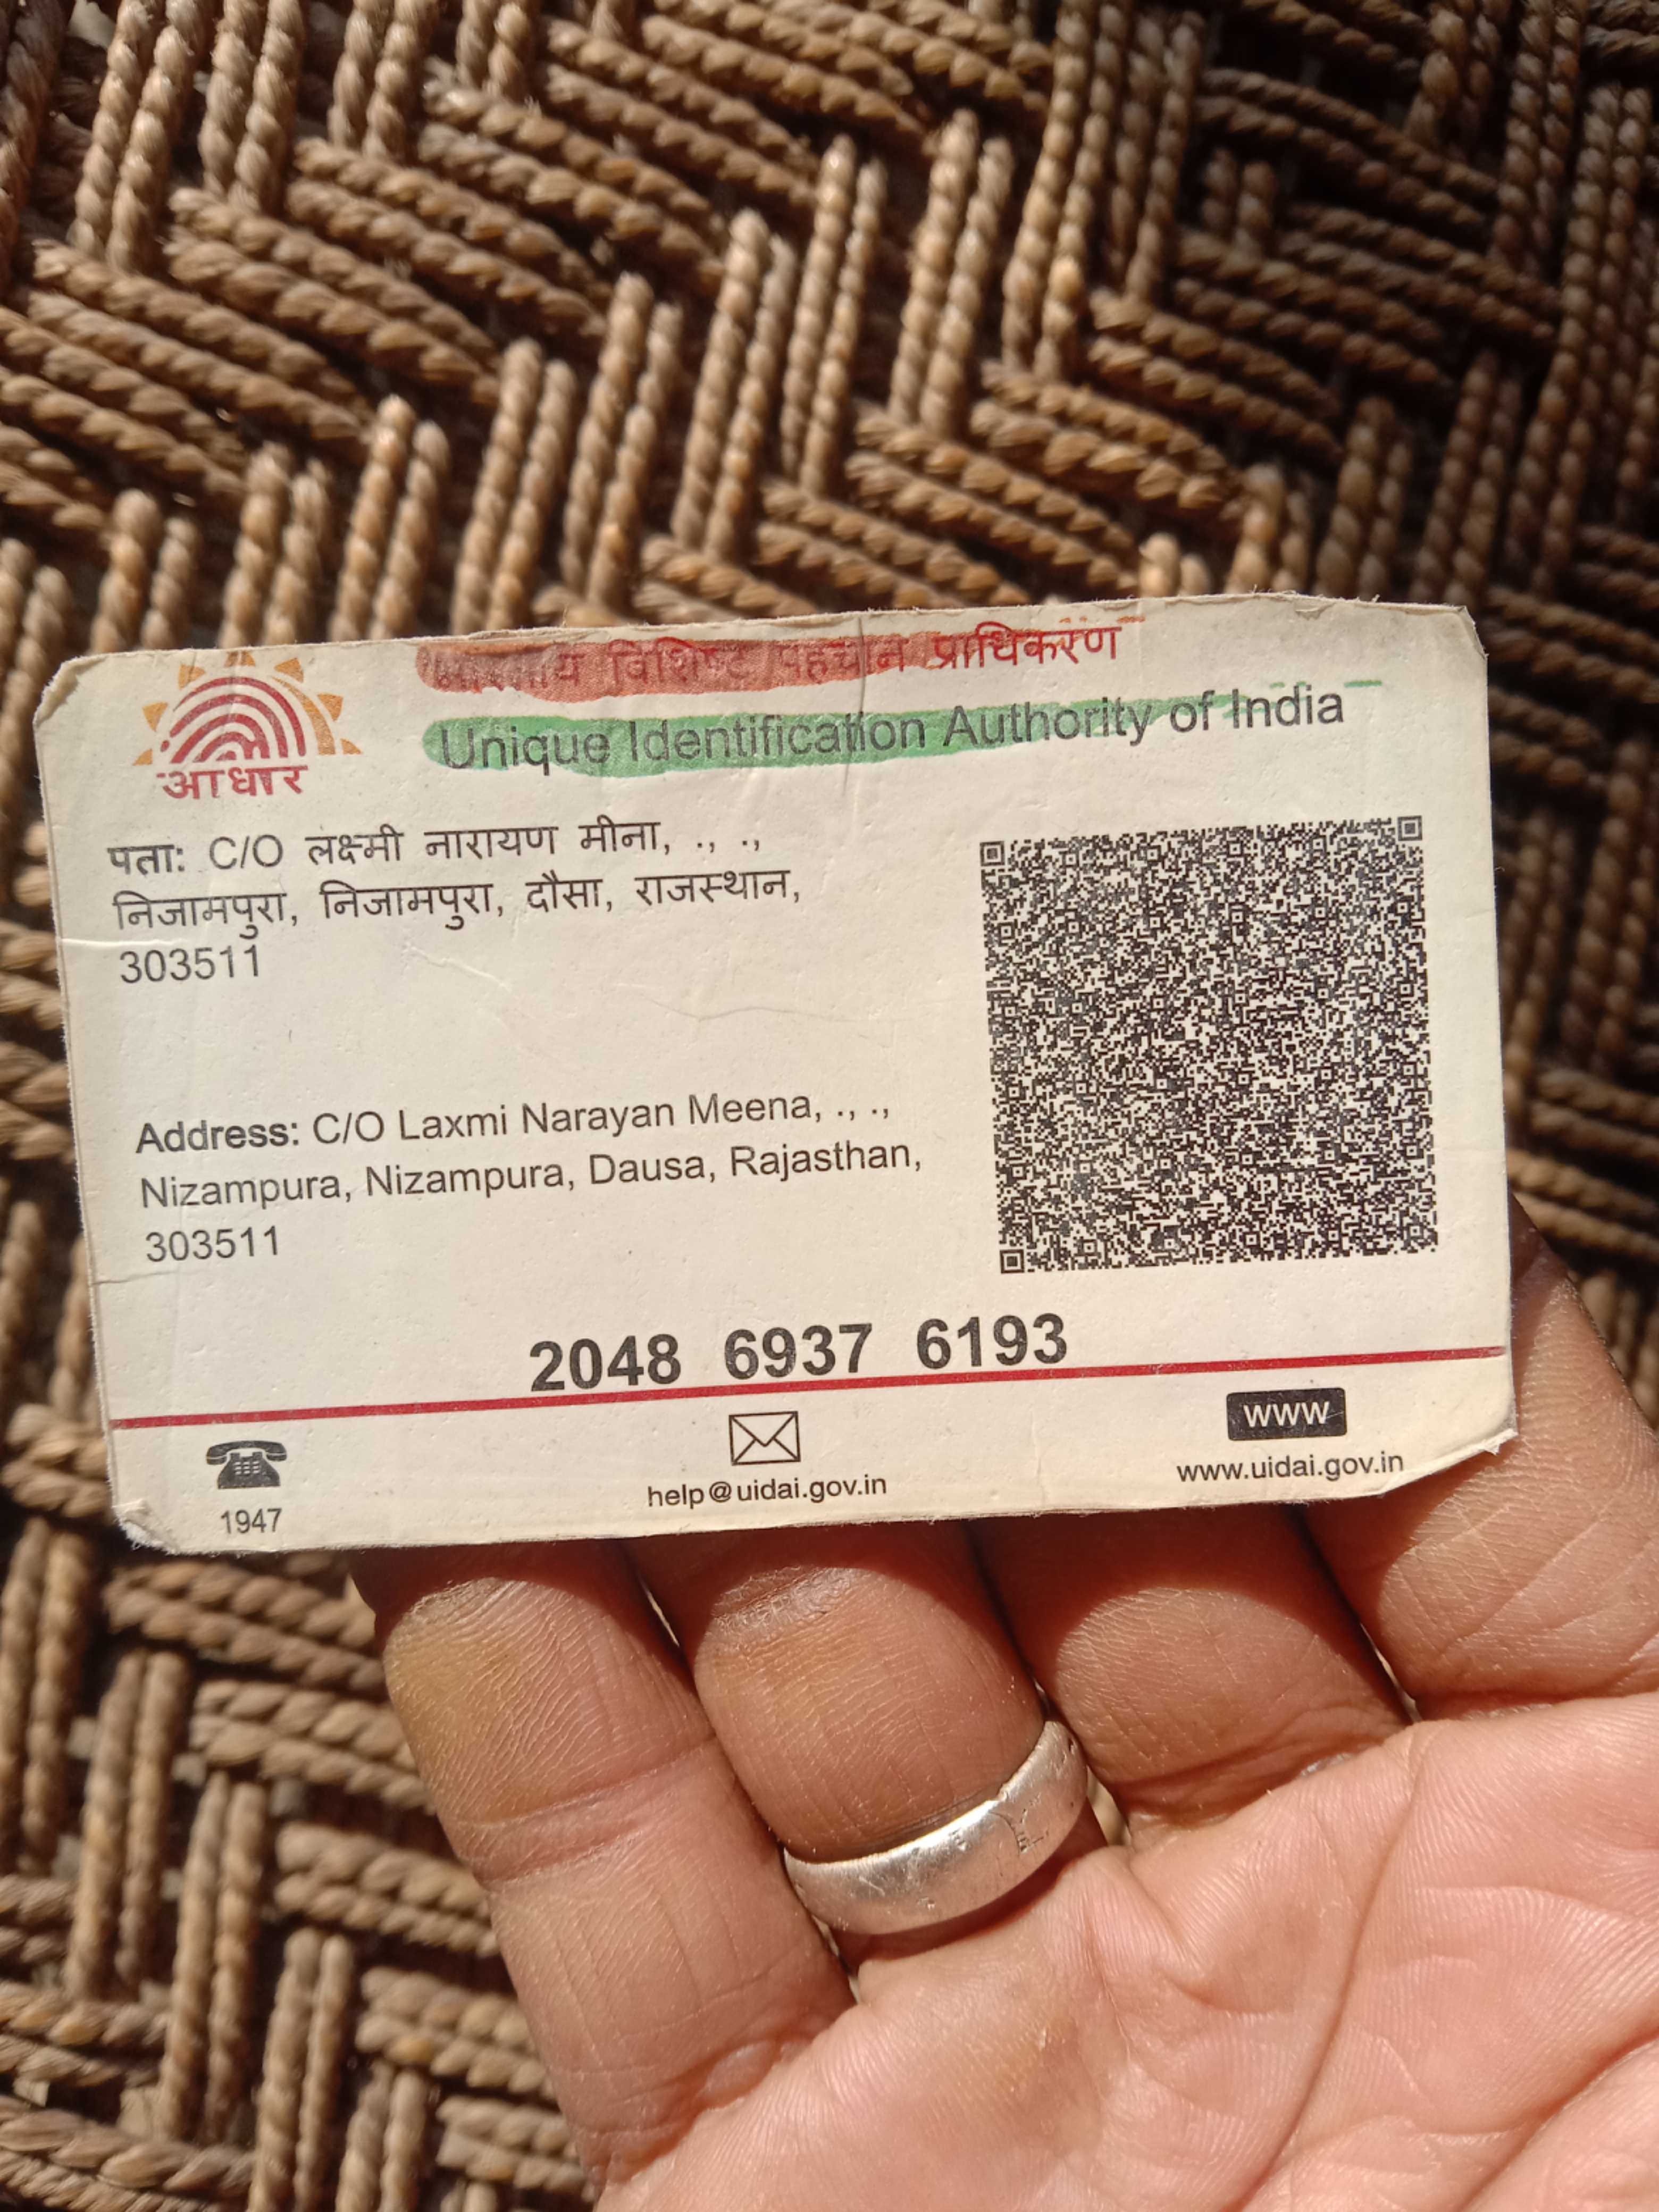 भारतीय विशिष्ट पहचान प्राधिकरण
Unique Identification Authority of India
आधार
पता: C/O लक्ष्मी नारायण मीना, ., .,
निजामपुरा, निजामपुरा, दौसा, राजस्थान,
303511
Address: C/O Laxmi Narayan Meena, ., .,
Nizampura, Nizampura, Dausa, Rajasthan,
303511
2048 6937 6193
1947
help@uidai.gov.in
www
www.uidai.gov.in